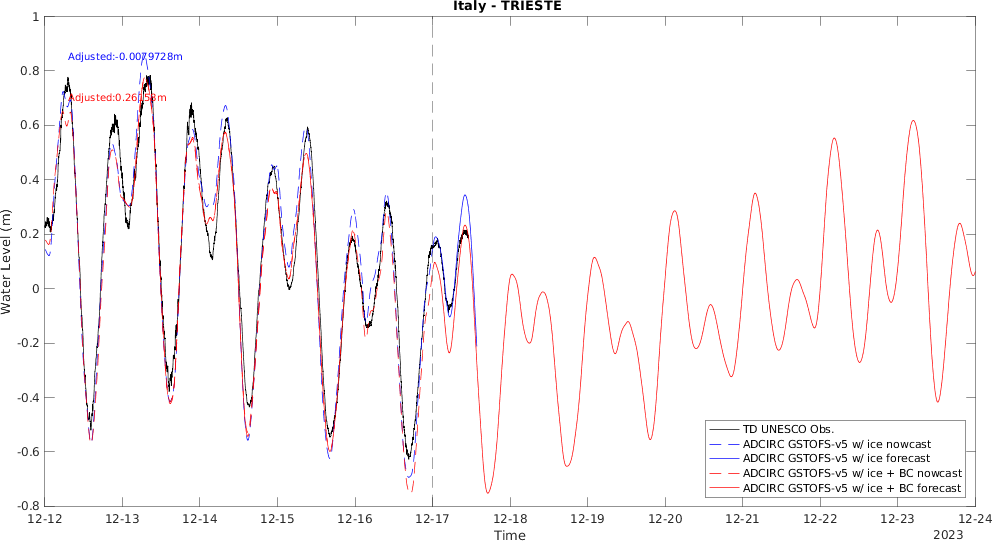 Italy - TRIESTE
1
0.8
0.6
0.4
0.2
0
-0.2
-0.4
-0.6
-0.8
Water Level (m)
Adjusted:-0.0079728m
TD UNESCO Obs.
ADCIRC GSTOFS-v5 w/ ice nowcast
ADCIRC GSTOFS-v5 w/ ice forecast
ADCIRC GSTOFS-v5 w/ ice + BC nowcast
ADCIRC GSTOFS-v5 w/ ice + BC forecast
12-12 12-13 12-14 12-15 12-16 12-17 12-18 12-19 12-20 12-21 12-22 12-23 12-24
Time
2023